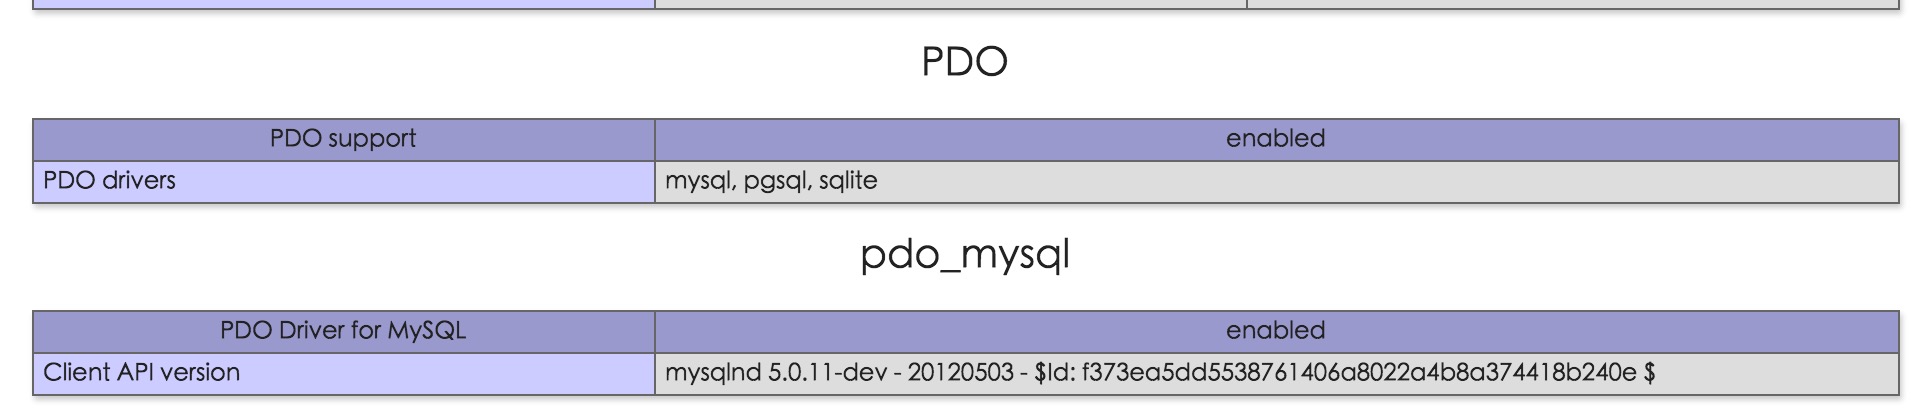 PDO
PDO support enabled
PDO drivers mysql, pgsql, sqlite
pdo_mysql
PDO Driver for MySQL enabled
Client API version mysqlnd 5.0.11-dev - 20120503 - $Id: f373ea5dd5538761406a8022a4b8a374418b240e $